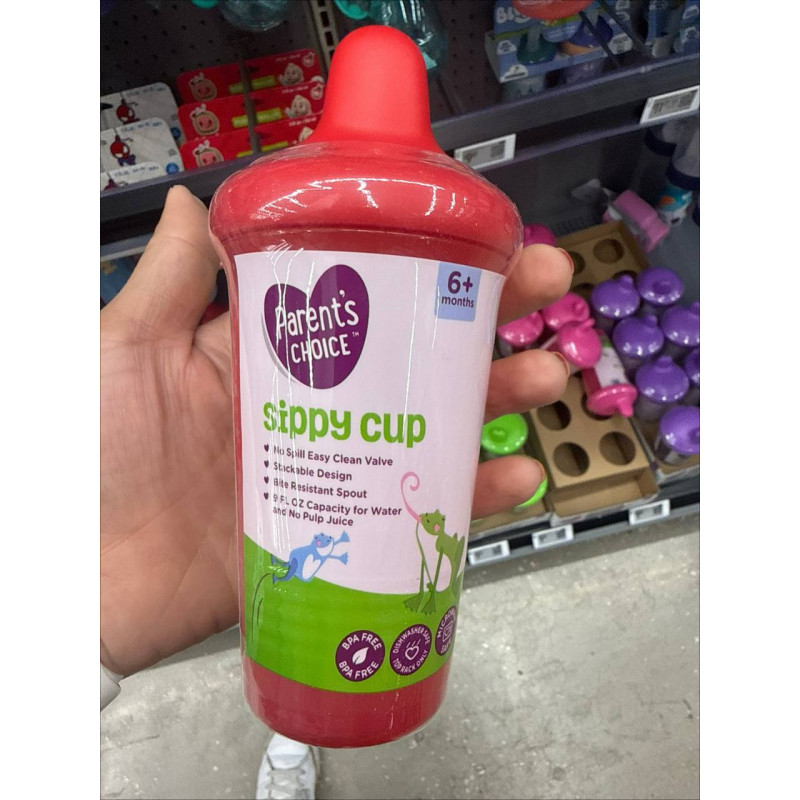 6+
months
Parent's
CHOICE™
sippy cup
No Spill Easy Clean Valve
Stackable Design
Bite Resistant Spout
9 FL OZ Capacity for Water
and No Pulp Juice
BPA FREE
BPA FREE
DISHWASHER SAFE
TOP RACK ONLY